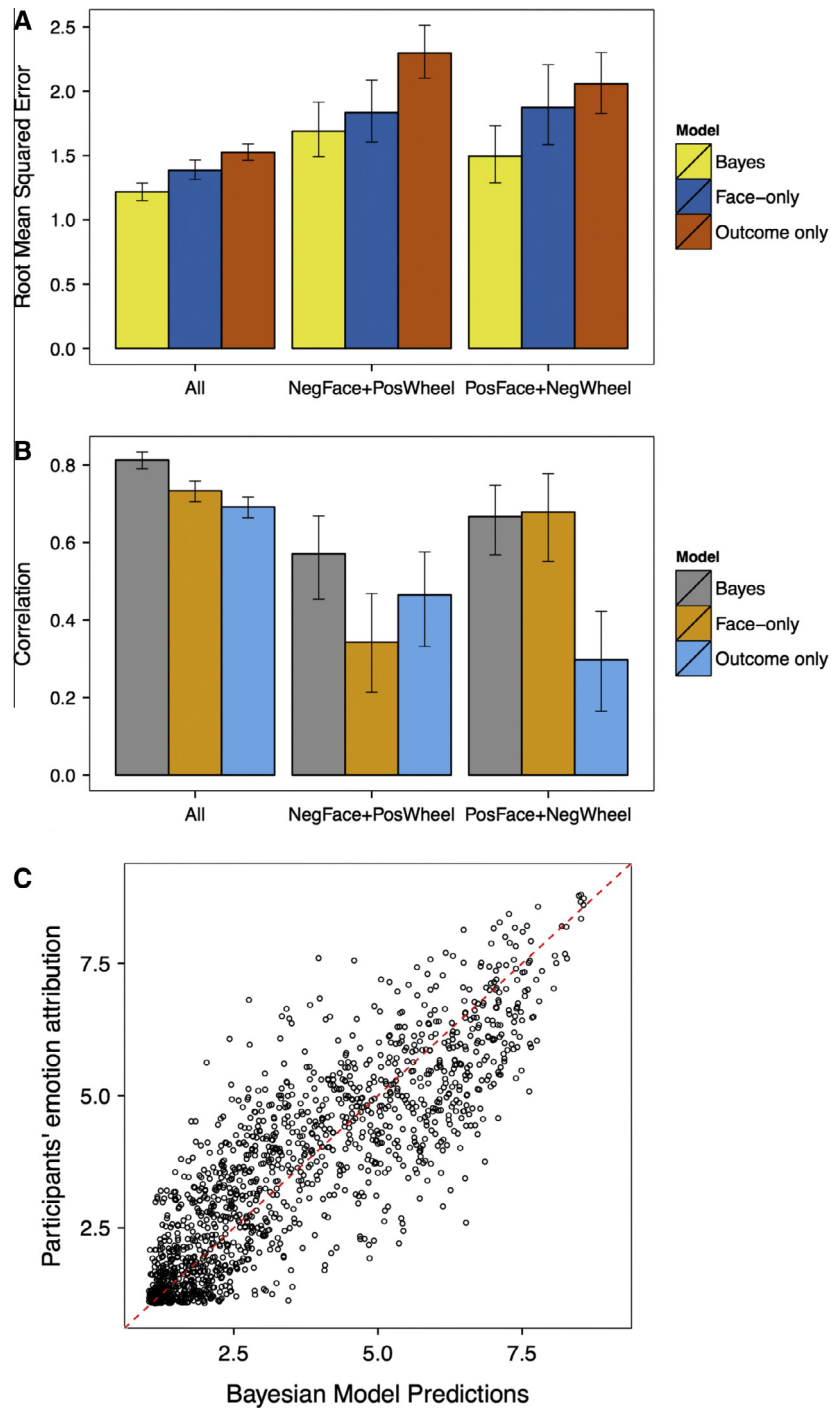 A
Root Mean Squared Error
2.5
2.0
1.5
1.0
0.5
0.0
All
NegFace+PosWheel
PosFace+NegWheel
Model
Bayes
Face−only
Outcome only
B
Correlation
0.8
0.6
0.4
0.2
0.0
All
NegFace+PosWheel
PosFace+NegWheel
Model
Bayes
Face−only
Outcome only
C
Participants' emotion attribution
7.5
5.0
2.5
2.5
5.0
7.5
Bayesian Model Predictions